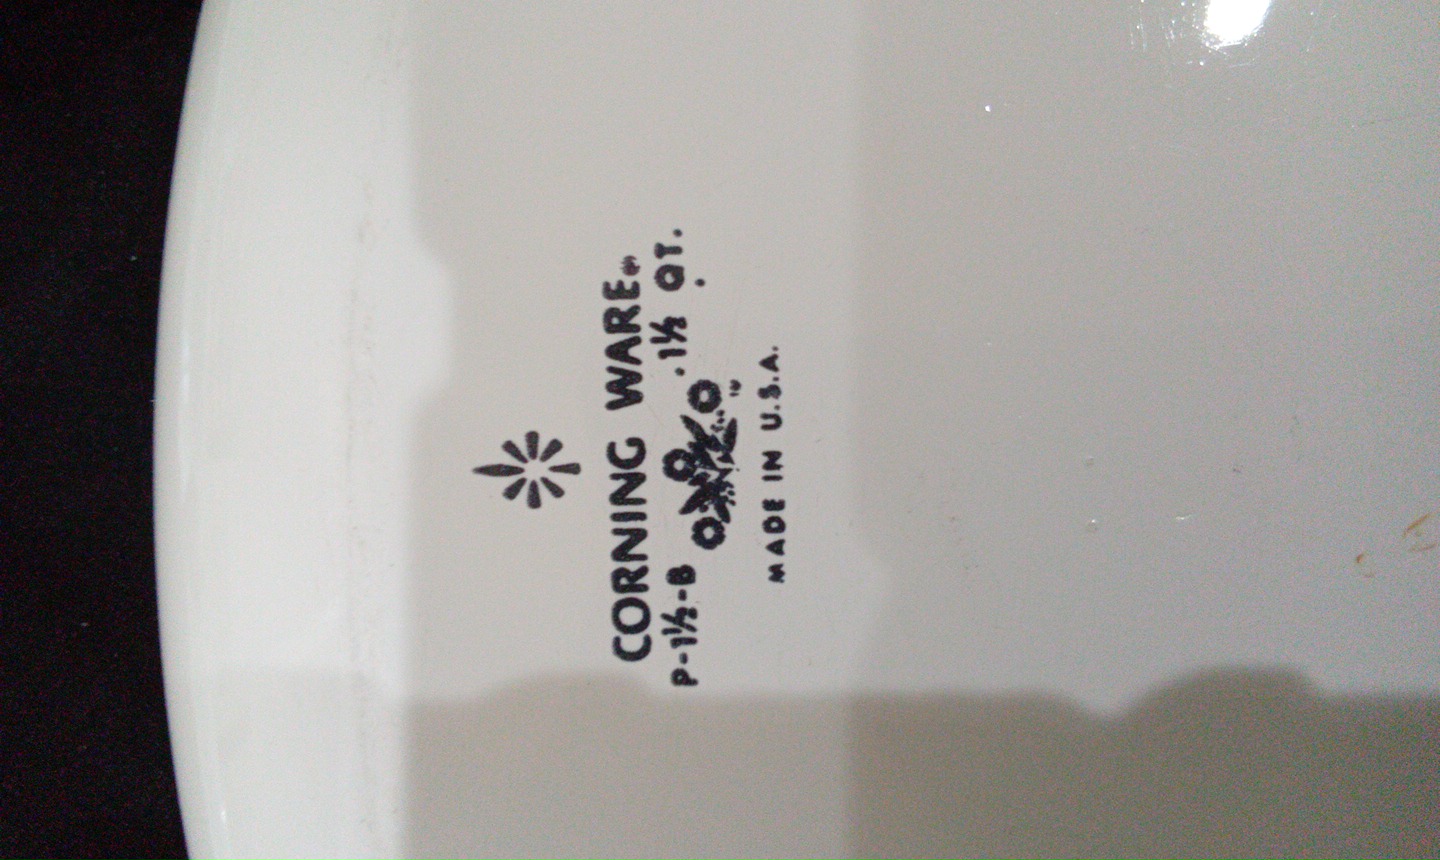 CORNING WARE®
P-1½-B . 1½ QT.
MADE IN U.S.A.